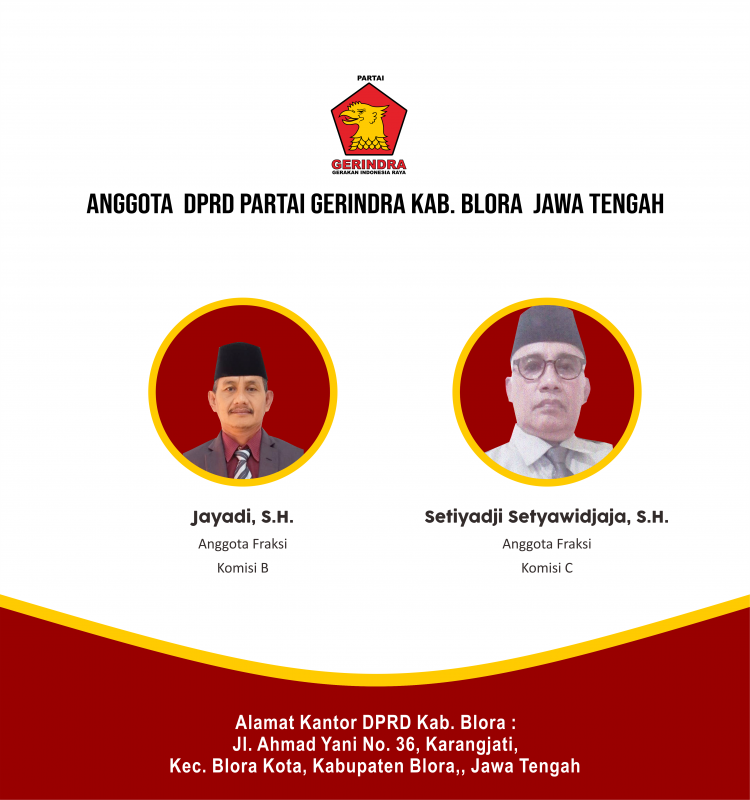 PARTAI
GERINDRA
GERAKAN INDONESIA RAYA
ANGGOTA DPRD PARTAI GERINDRA KAB. BLORA JAWA TENGAH
Jayadi, S.H.
Anggota Fraksi
Komisi B
Setiyadji Setyawidjaja, S.H.
Anggota Fraksi
Komisi C
Alamat Kantor DPRD Kab. Blora :
Jl. Ahmad Yani No. 36, Karangjati,
Kec. Blora Kota, Kabupaten Blora,, Jawa Tengah